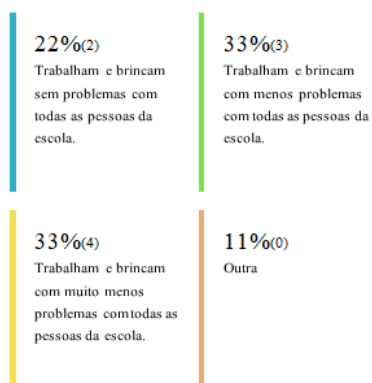 22%(2)
Trabalham e brincam
sem problemas com
todas as pessoas da
escola.
33%(3)
Trabalham e brincam
com menos problemas
com todas as pessoas da
escola.
33%(4)
Trabalham e brincam
com muito menos
problemas com todas as
pessoas da escola.
11%(0)
Outra